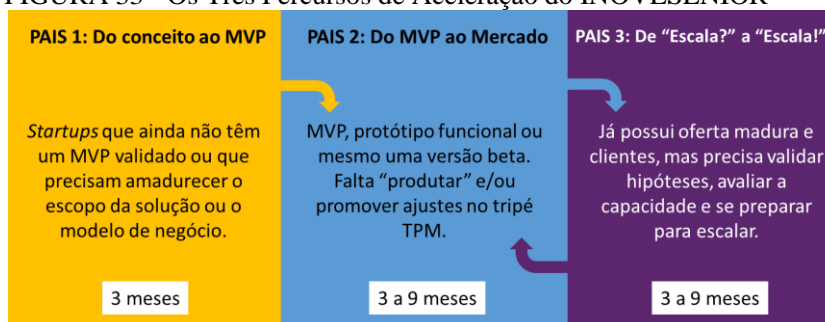 FIGURA 33 - Os Três Percursos de Aceleração do INOVESENIOR
PAIS 1: Do conceito ao MVP
Startups que ainda não têm
um MVP validado ou que
precisam amadurecer o
escopo da solução ou o
modelo de negócio.
3 meses
PAIS 2: Do MVP ao Mercado
MVP, protótipo funcional ou
mesmo uma versão beta.
Falta “produtar” e/ou
promover ajustes no tripé
TPM.
3 a 9 meses
PAIS 3: De “Escala?” a “Escala!”
Já possui oferta madura e
clientes, mas precisa validar
hipóteses, avaliar a
capacidade e se preparar
para escalar.
3 a 9 meses